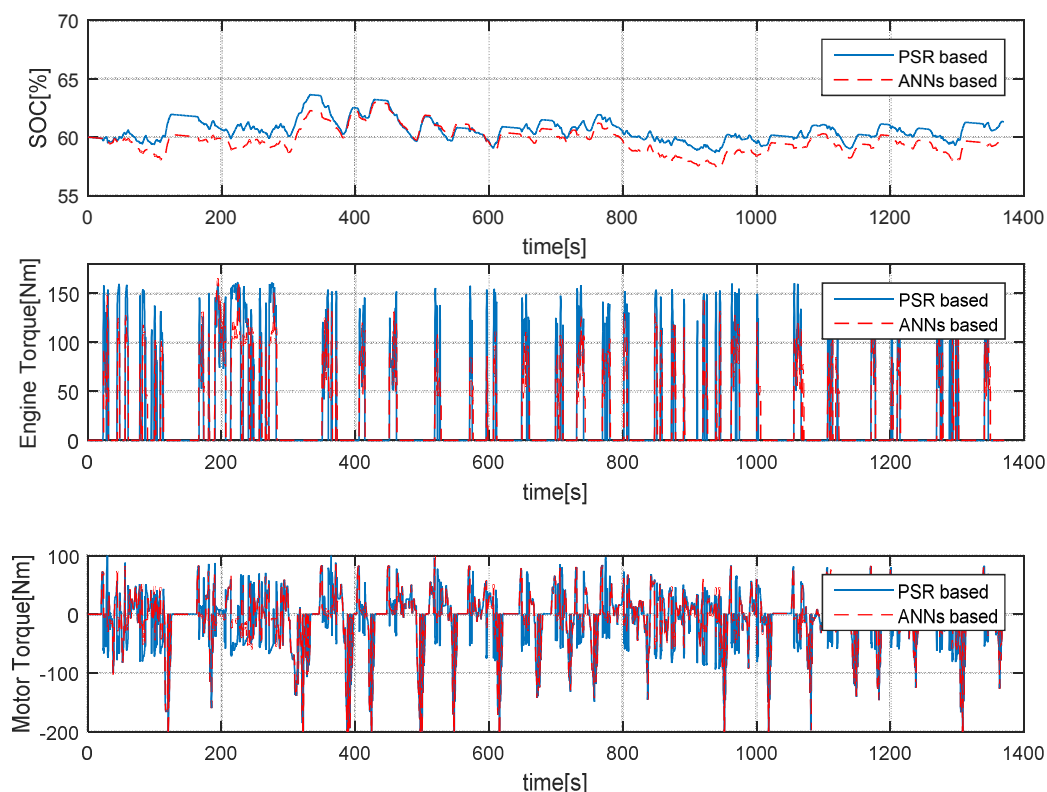 70
65
60
55
SOC[%]
PSR based
ANNs based
0 200 400 600 800 1000 1200 1400
time[s]
150
100
50
0
Engine Torque[Nm]
PSR based
ANNs based
0 200 400 600 800 1000 1200 1400
time[s]
100
0
-100
-200
Motor Torque[Nm]
PSR based
ANNs based
0 200 400 600 800 1000 1200 1400
time[s]